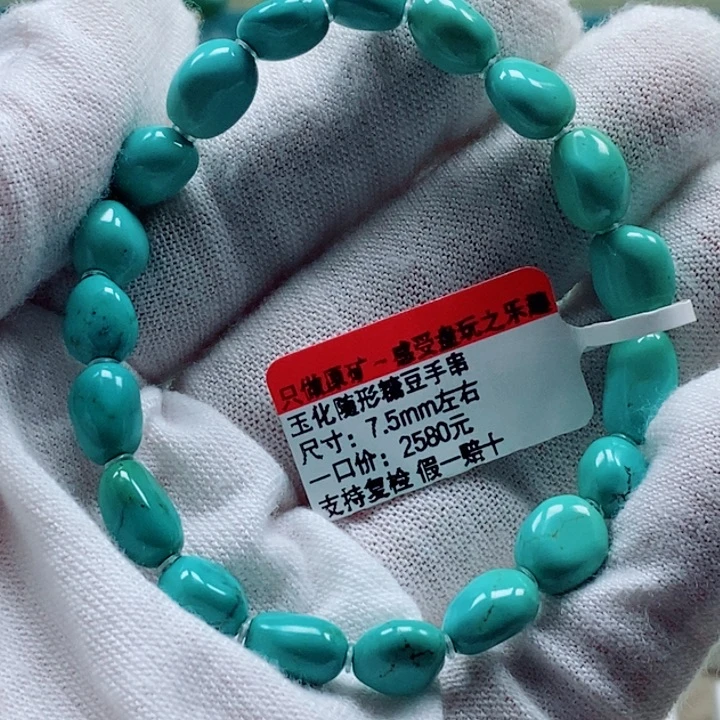 只做原矿~感受盘玩之乐趣
玉化随形糖豆手串
尺寸：7.5mm左右
一口价：2580元
支持复检 假一赔十